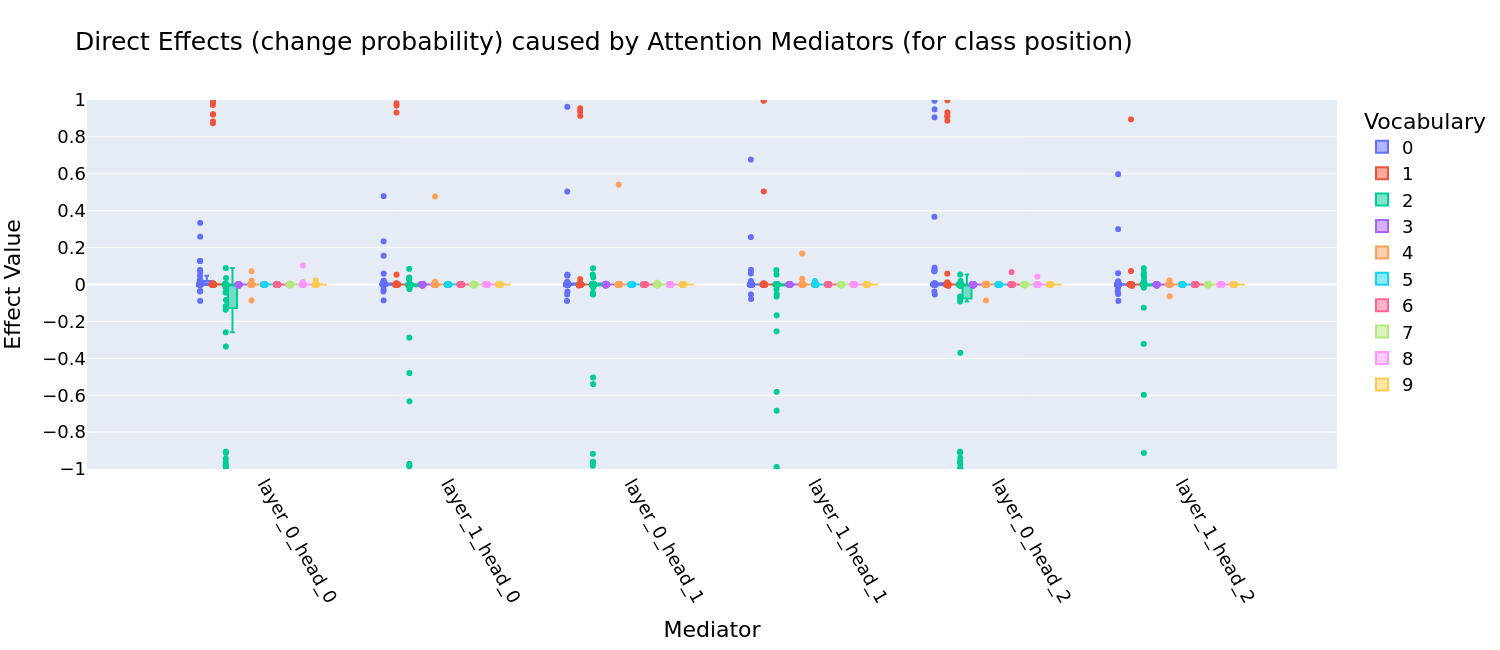 Direct Effects (change probability) caused by Attention Mediators (for class position)
Effect Value
1
0.8
0.6
0.4
0.2
0
−0.2
−0.4
−0.6
−0.8
−1
layer_0_head_0
layer_1_head_0
layer_0_head_1
layer_1_head_1
layer_0_head_2
layer_1_head_2
Mediator
Vocabulary
0
1
2
3
4
5
6
7
8
9